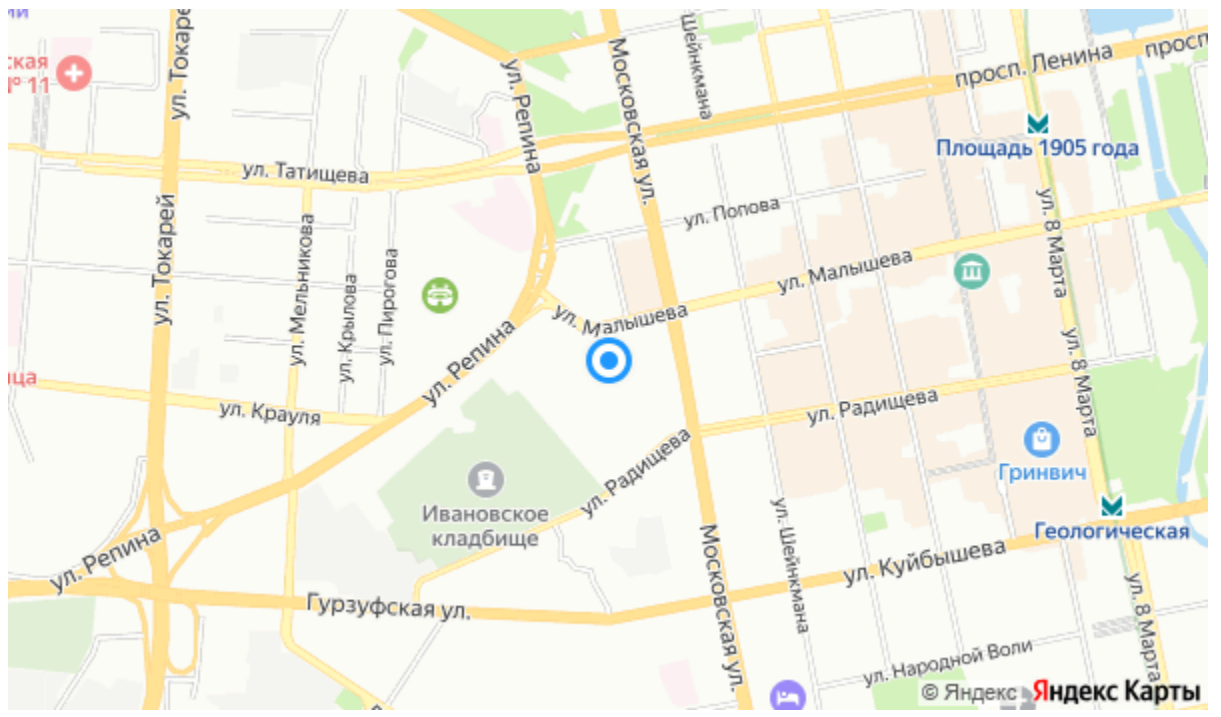 ская
№ 11
ул. Токарей
ул. Репина
Московская ул.
Шейнкмана
просп. Ленина
просп
Площадь 1905 года
ул. Татищева
ул. Попова
ул. 8 Марта
ул. Токарей
ул. Мельникова
ул. Крылова
ул. Пирогова
ул. Малышева
ул. Малышева
ул. Репина
ул. 8 Марта
ца
ул. Крауля
ул. Радищева
ул. Радищева
Гринвич
Ивановское
кладбище
Геологическая
ул. Шейнкмана
ул. Куйбышева
ул. Репина
Гурзуфская ул.
Московская ул.
ул. 8 Марта
ул. Народной Воли
© Яндекс Яндекс Карты